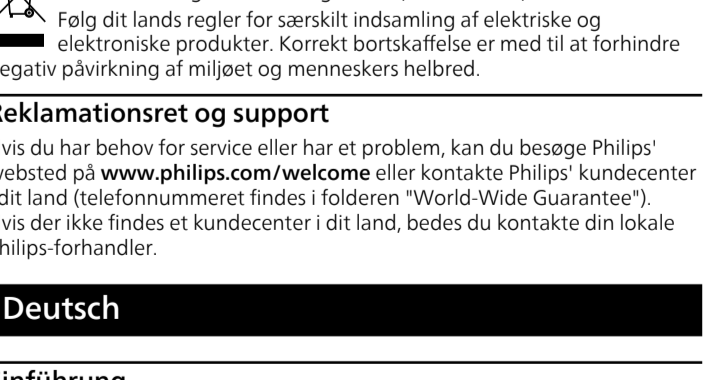 Følg dit lands regler for særskilt indsamling af elektriske og
elektroniske produkter. Korrekt bortskaffelse er med til at forhindre
egativ påvirkning af miljøet og menneskers helbred.
Reklamationsret og support
vis du har behov for service eller har et problem, kan du besøge Philips'
websted på www.philips.com/welcome eller kontakte Philips' kundecenter
dit land (telefonnummeret findes i folderen "World-Wide Guarantee").
vis der ikke findes et kundecenter i dit land, bedes du kontakte din lokale
hilips-forhandler.
Deutsch
inführung